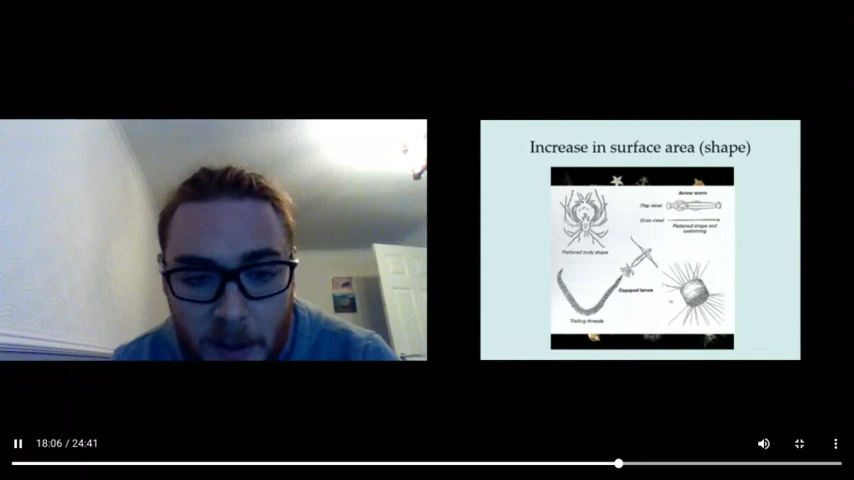 Increase in surface area (shape)
Arrow worm
(Top view)
(Side view)
Flattened shape and
swimming
Flattened body shape
Copepod larvae
Trailing threads
18:06 / 24:41